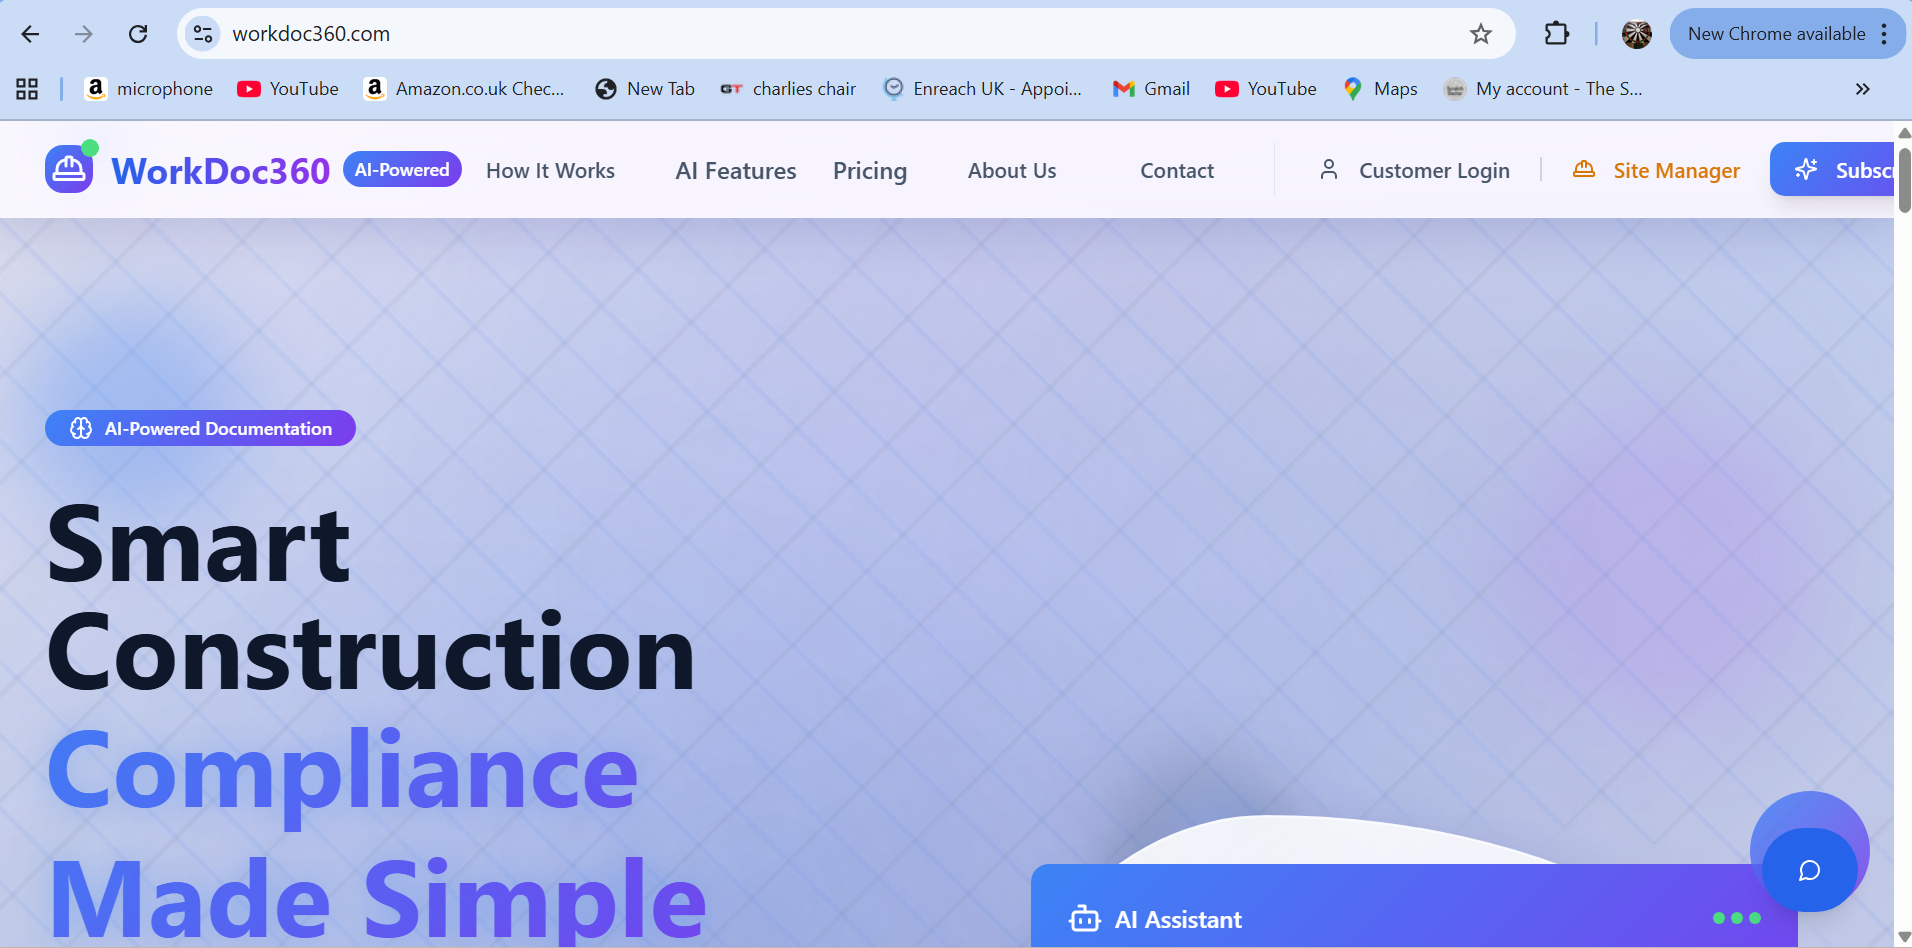 workdoc360.com
New Chrome available
microphone
YouTube
Amazon.co.uk Chec...
New Tab
charlies chair
Enreach UK - Appoi...
Gmail
YouTube
Maps
My account - The S...
WorkDoc360
AI-Powered
How It Works
AI Features
Pricing
About Us
Contact
Customer Login
Site Manager
Subsc
AI-Powered Documentation
Smart
Construction
Compliance
Made Simple
AI Assistant